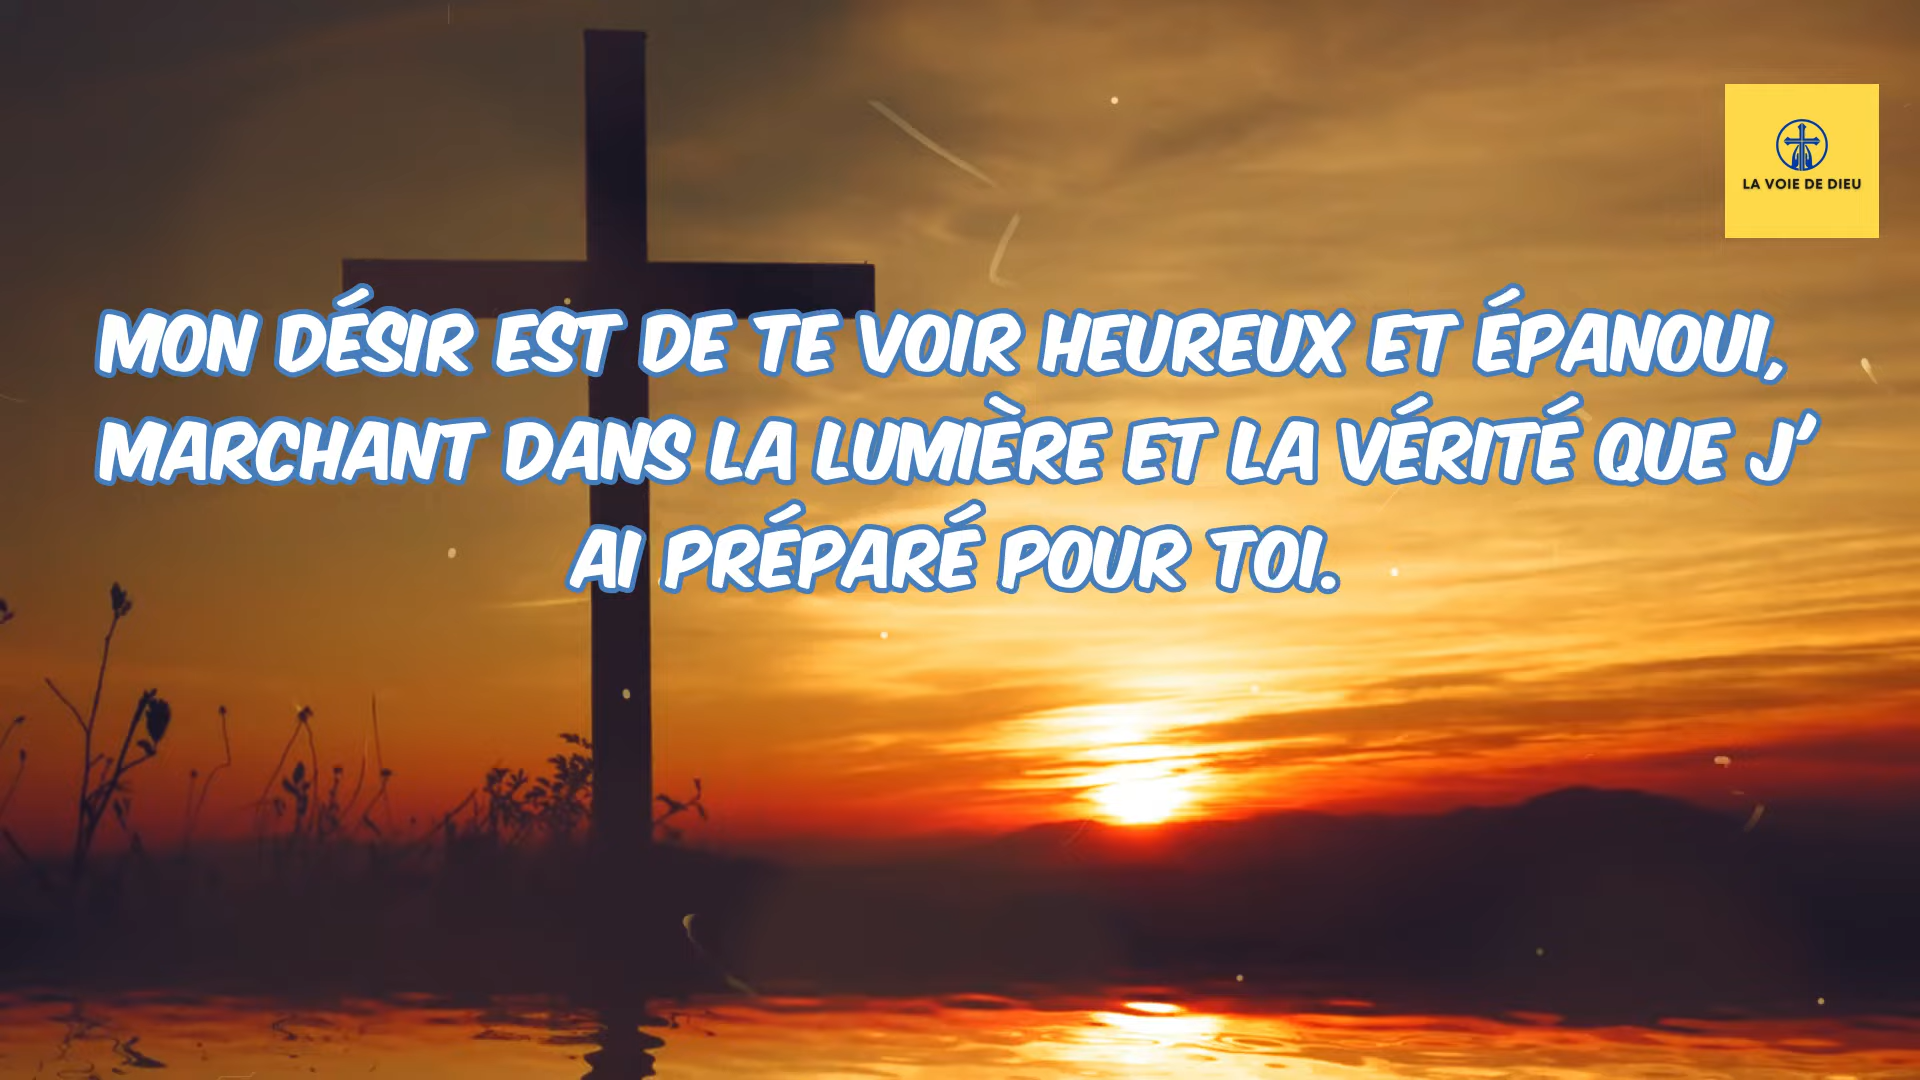 LA VOIE DE DIEU
MON DÉSIR EST DE TE VOIR HEUREUX ET ÉPANOUI,
MARCHANT DANS LA LUMIÈRE ET LA VÉRITÉ QUE J'
AI PRÉPARÉ POUR TOI.